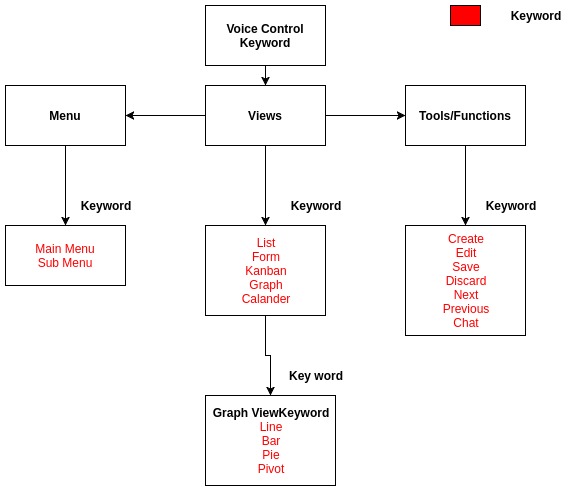 Voice Control
Keyword
Keyword
Menu
Views
Tools/Functions
Keyword
Keyword
Keyword
Main Menu
Sub Menu
List
Form
Kanban
Graph
Calander
Create
Edit
Save
Discard
Next
Previous
Chat
Key word
Graph ViewKeyword
Line
Bar
Pie
Pivot